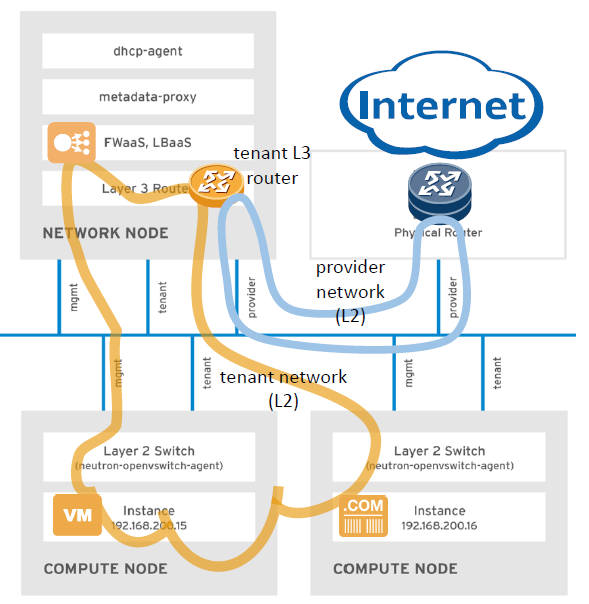 dhcp-agent
metadata-proxy
FWaaS, LBaaS
tenant L3
router
Layer 3 Route
NETWORK NODE
Internet
Physical Router
provider
network
(L2)
mgmt
tenant
provider
provider
mgmt
tenant
mgmt
tenant
tenant network
(L2)
Layer 2 Switch
(neutron-openvswitch-agent)
VM
Instance
192.168.200.15
COMPUTE NODE
Layer 2 Switch
(neutron-openvswitch-agent)
.COM
Instance
192.168.200.16
COMPUTE NODE